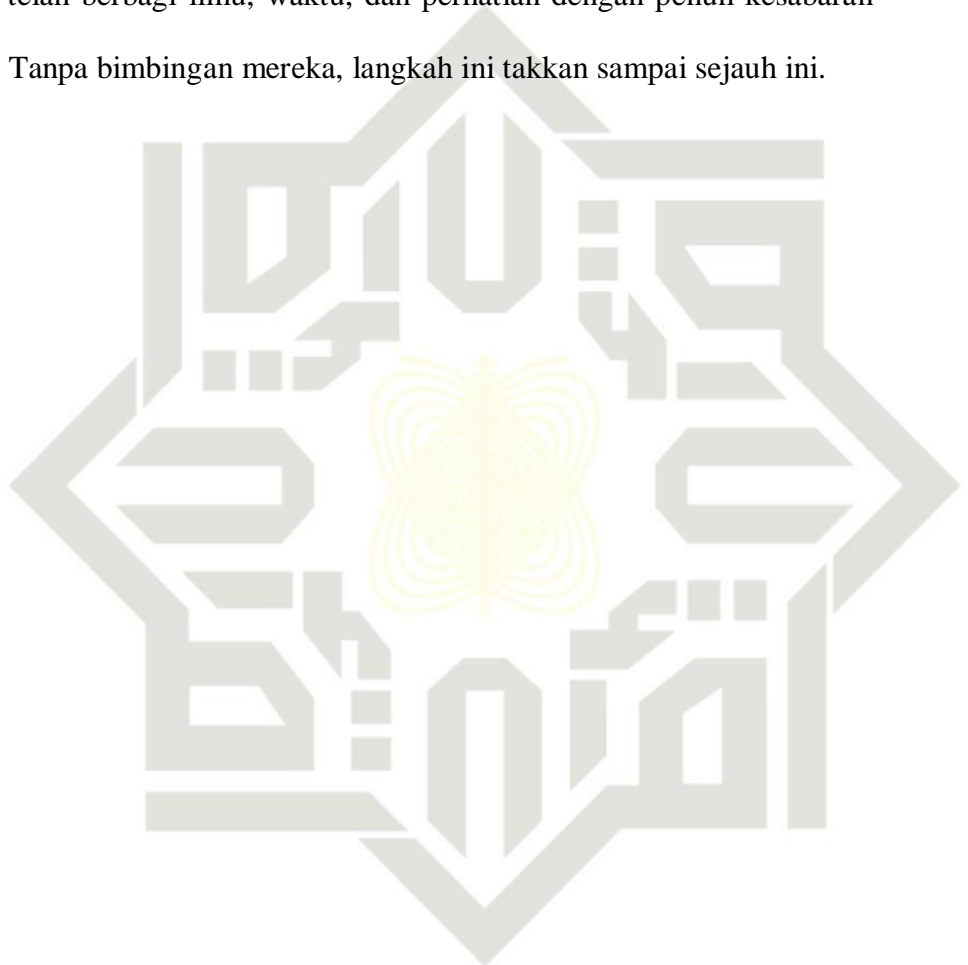 telah berbagi ilmu, waktu, dan perhatian dengan penuh kesabaran
Tanpa bimbingan mereka, langkah ini takkan sampai sejauh ini.